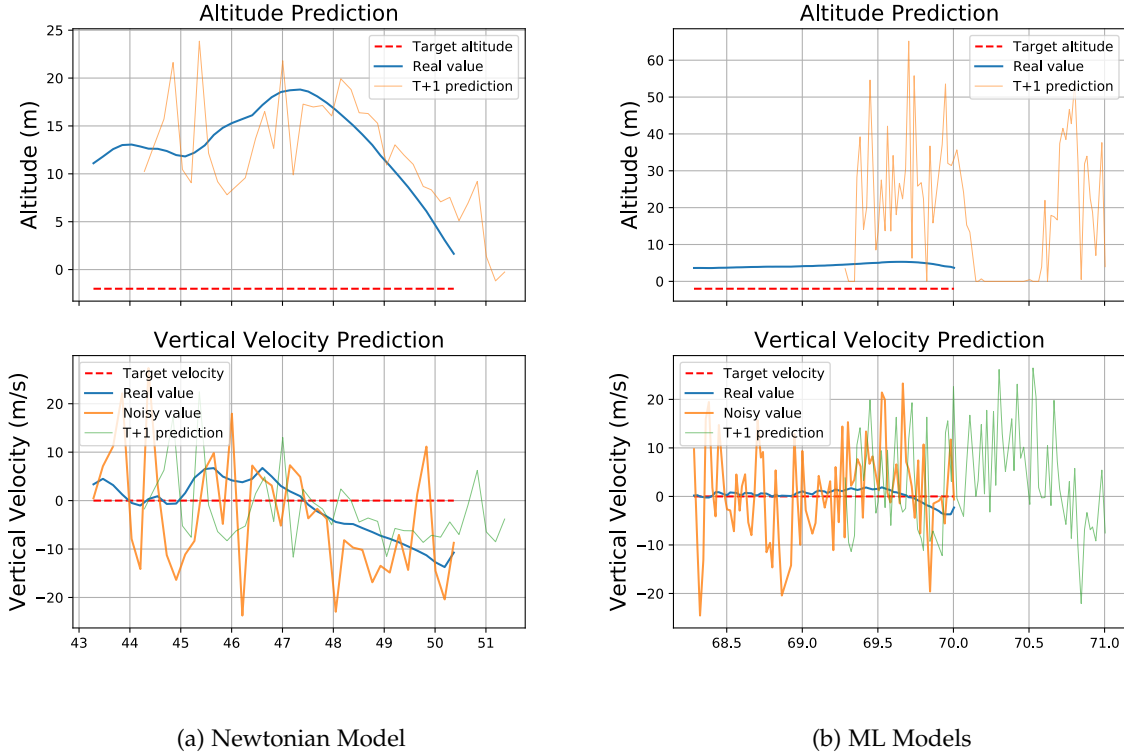 Altitude Prediction
Altitude (m)
25
20
15
10
5
0
Target altitude
Real value
T+1 prediction
Altitude Prediction
Altitude (m)
60
50
40
30
20
10
0
Target altitude
Real value
T+1 prediction
Vertical Velocity Prediction
Vertical Velocity (m/s)
20
10
0
−10
−20
Target velocity
Real value
Noisy value
T+1 prediction
43 44 45 46 47 48 49 50 51
Vertical Velocity Prediction
Vertical Velocity (m/s)
20
10
0
−10
−20
Target velocity
Real value
Noisy value
T+1 prediction
68.5 69.0 69.5 70.0 70.5 71.0
(a) Newtonian Model
(b) ML Models